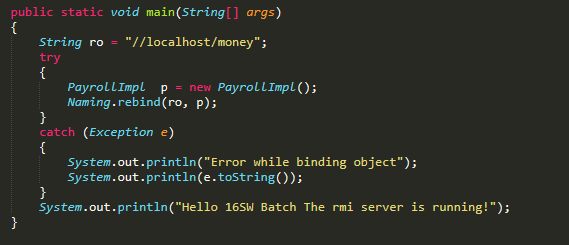 public static void main(String[] args)
{
    String ro = "//localhost/money";
    try
    {
        PayrollImpl  p = new PayrollImpl();
        Naming.rebind(ro, p);
    }
    catch (Exception e)
    {
        System.out.println("Error while binding object");
        System.out.println(e.toString());
    }
    System.out.println("Hello 16SW Batch The rmi server is running!");
}